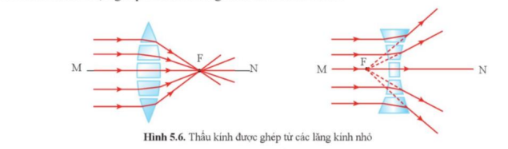 M
F
N
M
F
N
Hình 5.6. Thấu kính được ghép từ các lăng kính nhỏ